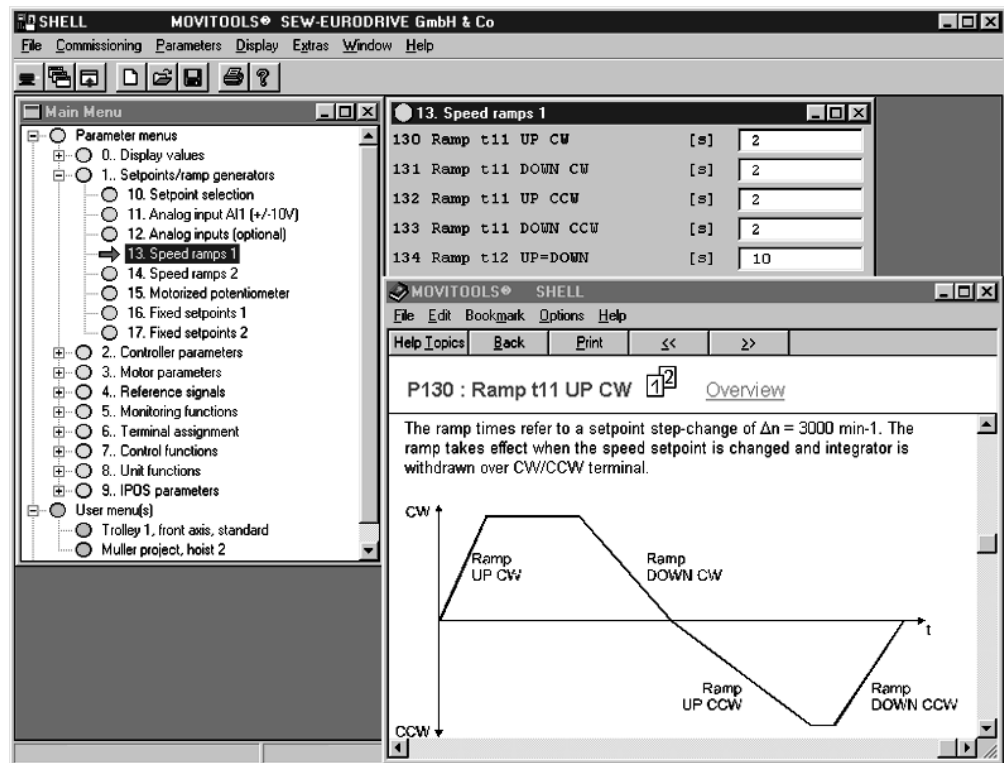 SHELL MOVITOOLS® SEW-EURODRIVE GmbH & Co
File Commissioning Parameters Display Extras Window Help
Main Menu
Parameter menus
0.. Display values
1.. Setpoints/ramp generators
10. Setpoint selection
11. Analog input AI1 (+/-10V)
12. Analog inputs (optional)
13. Speed ramps 1
14. Speed ramps 2
15. Motorized potentiometer
16. Fixed setpoints 1
17. Fixed setpoints 2
2.. Controller parameters
3.. Motor parameters
4.. Reference signals
5.. Monitoring functions
6.. Terminal assignment
7.. Control functions
8.. Unit functions
9.. IPOS parameters
User menu(s)
Trolley 1, front axis, standard
Muller project, hoist 2
13. Speed ramps 1
130 Ramp t11 UP CW [s] 2
131 Ramp t11 DOWN CW [s] 2
132 Ramp t11 UP CCW [s] 2
133 Ramp t11 DOWN CCW [s] 2
134 Ramp t12 UP=DOWN [s] 10
MOVITOOLS® SHELL
File Edit Bookmark Options Help
Help Topics Back Print << >>
P130 : Ramp t11 UP CW 1 2 Overview
The ramp times refer to a setpoint step-change of Δn = 3000 min-1. The
ramp takes effect when the speed setpoint is changed and integrator is
withdrawn over CW/CCW terminal.
CW
Ramp
UP CW
Ramp
DOWN CW
t
Ramp
UP CCW
Ramp
DOWN CCW
CCW